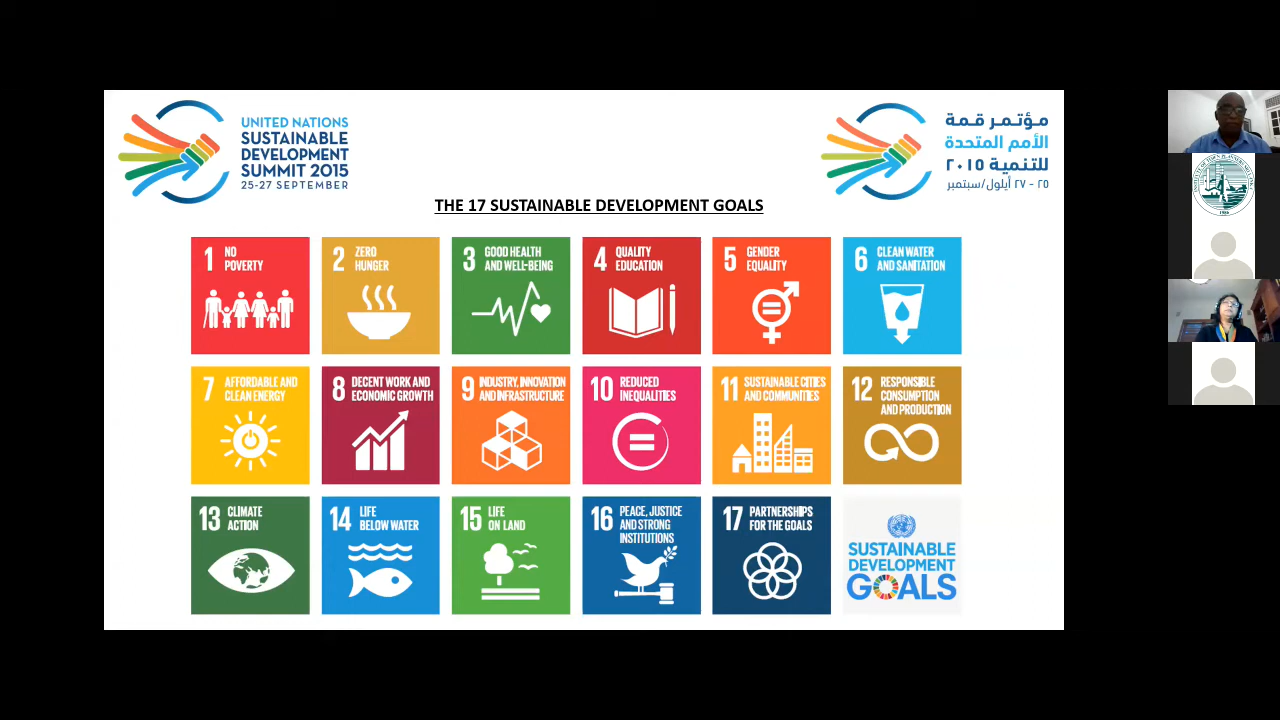 UNITED NATIONS
SUSTAINABLE
DEVELOPMENT
SUMMIT 2015
25-27 SEPTEMBER
مؤتمر قمة
الأمم المتحدة
للتنمية ٢٠١٥
٢٥ - ٢٧ أيلول/سبتمبر
THE 17 SUSTAINABLE DEVELOPMENT GOALS
1 NO
POVERTY
2 ZERO
HUNGER
3 GOOD HEALTH
AND WELL-BEING
4 QUALITY
EDUCATION
5 GENDER
EQUALITY
6 CLEAN WATER
AND SANITATION
7 AFFORDABLE AND
CLEAN ENERGY
8 DECENT WORK AND
ECONOMIC GROWTH
9 INDUSTRY, INNOVATION
AND INFRASTRUCTURE
10 REDUCED
INEQUALITIES
11 SUSTAINABLE CITIES
AND COMMUNITIES
12 RESPONSIBLE
CONSUMPTION
AND PRODUCTION
13 CLIMATE
ACTION
14 LIFE
BELOW WATER
15 LIFE
ON LAND
16 PEACE, JUSTICE
AND STRONG
INSTITUTIONS
17 PARTNERSHIPS
FOR THE GOALS
SUSTAINABLE
DEVELOPMENT
GOALS
1986